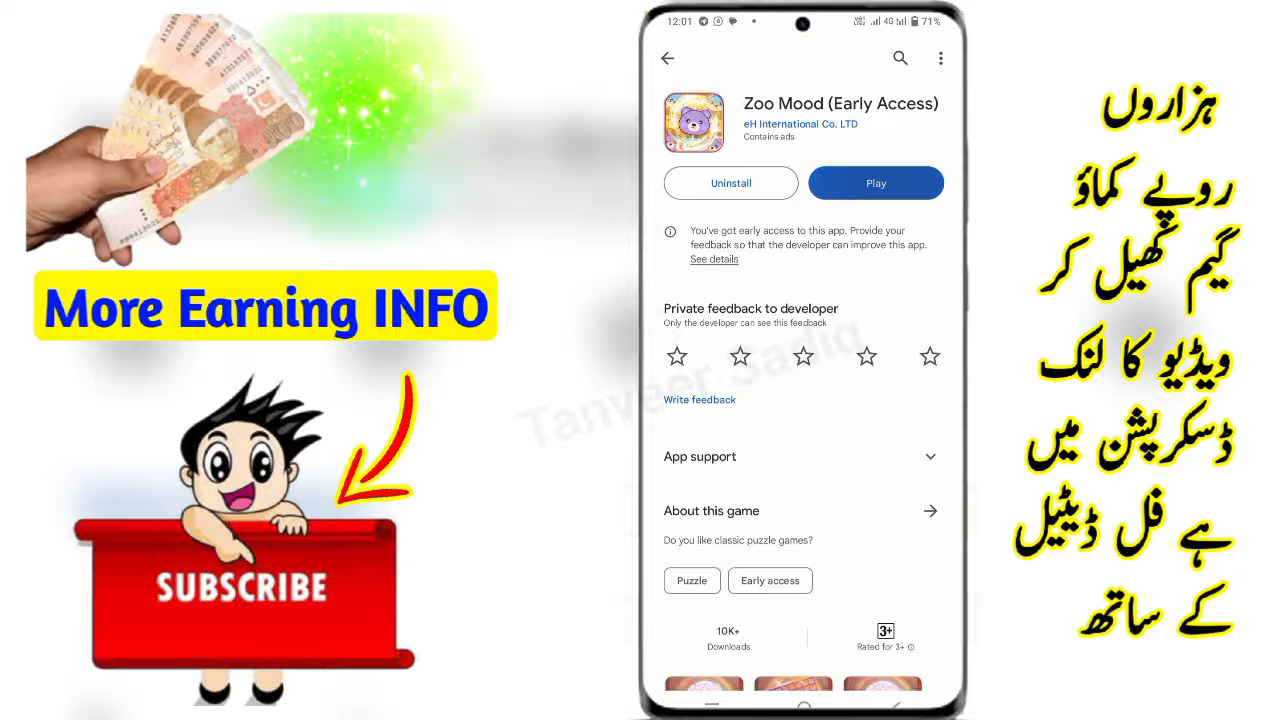 More Earning INFO
SUBSCRIBE
12:01
4G
71%
Zoo Mood (Early Access)
eH International Co. LTD
Contains ads
Uninstall
Play
You've got early access to this app. Provide your
feedback so that the developer can improve this app.
See details
Private feedback to developer
Only the developer can see this feedback
Write feedback
App support
About this game
Do you like classic puzzle games?
Puzzle
Early access
10K+
Downloads
3+
Rated for 3+
Tanveer Sadiq
ہزاروں
روپے کماؤ
گیم کھیل کر
ویڈیو کا لنک
ڈسکرپشن میں
ہے فل ڈیٹیل
کے ساتھ